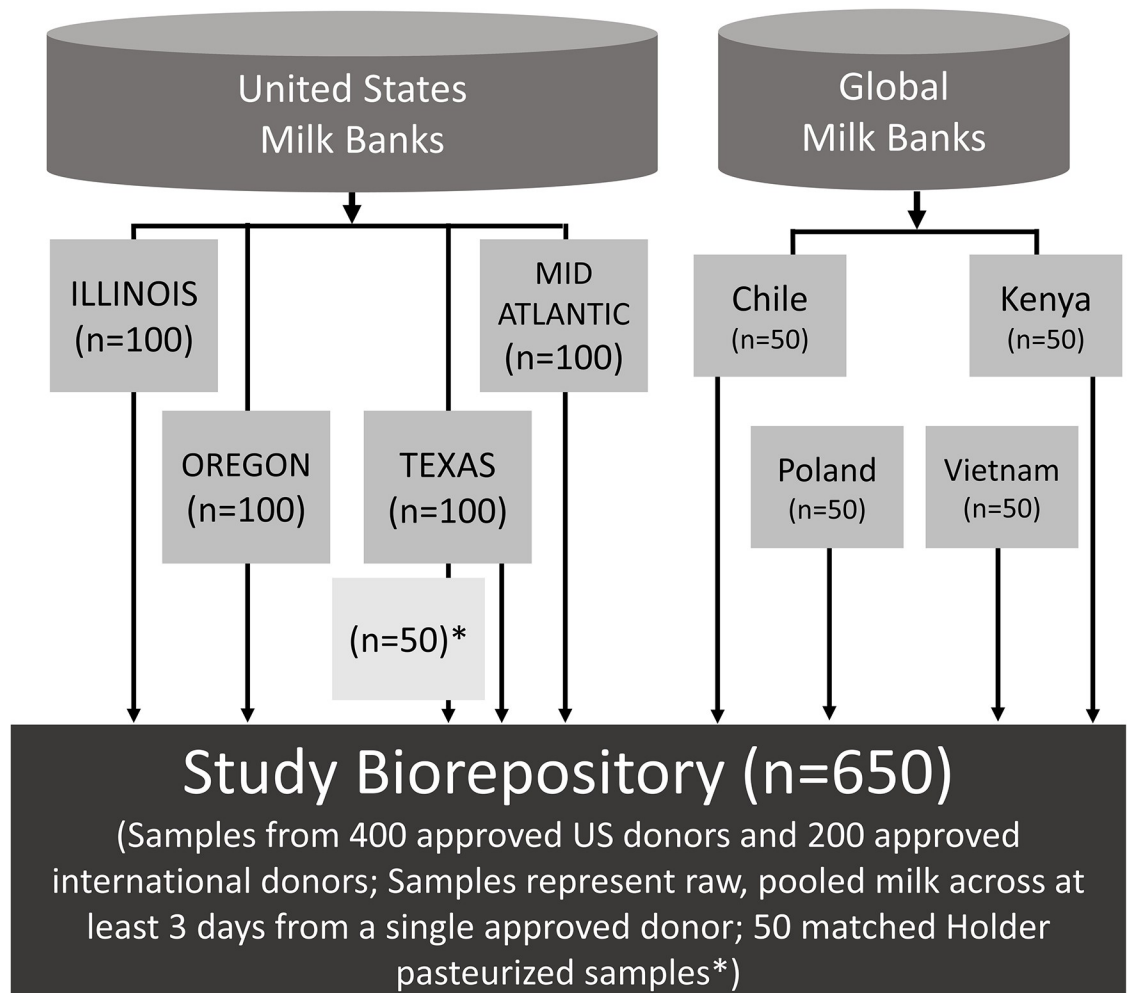 United States
Milk Banks
Global
Milk Banks
ILLINOIS
(n=100)
MID
ATLANTIC
(n=100)
Chile
(n=50)
Kenya
(n=50)
OREGON
(n=100)
TEXAS
(n=100)
Poland
(n=50)
Vietnam
(n=50)
(n=50)*
Study Biorepository (n=650)
(Samples from 400 approved US donors and 200 approved
international donors; Samples represent raw, pooled milk across at
least 3 days from a single approved donor; 50 matched Holder
pasteurized samples*)